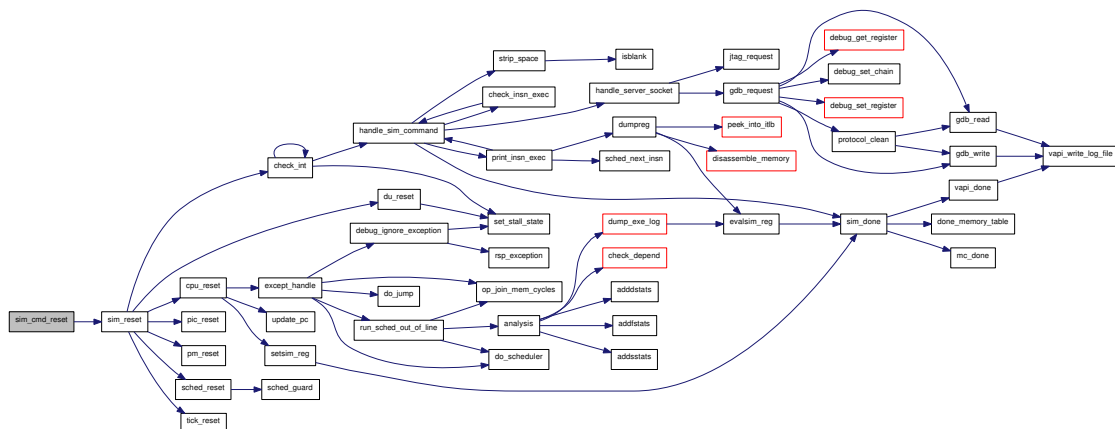 sim_cmd_reset
sim_reset
check_int
du_reset
cpu_reset
pic_reset
pm_reset
sched_reset
tick_reset
handle_sim_command
debug_ignore_exception
except_handle
update_pc
setsim_reg
sched_guard
strip_space
check_insn_exec
print_insn_exec
set_stall_state
rsp_exception
do_jump
run_sched_out_of_line
op_join_mem_cycles
analysis
do_scheduler
isblank
handle_server_socket
dumpreg
sched_next_insn
dump_exe_log
check_depend
adddstats
addfstats
addsstats
jtag_request
gdb_request
peek_into_itlb
disassemble_memory
evalsim_reg
debug_get_register
debug_set_chain
debug_set_register
protocol_clean
sim_done
gdb_read
gdb_write
vapi_done
done_memory_table
mc_done
vapi_write_log_file